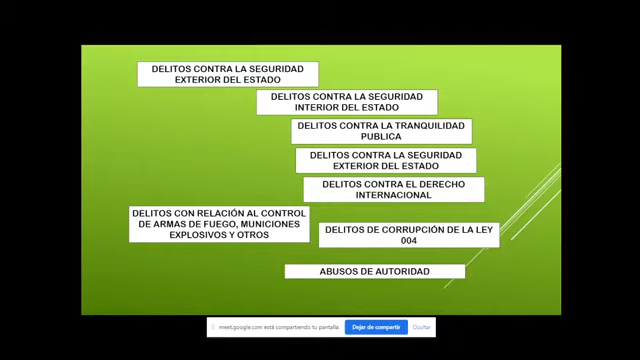 DELITOS CONTRA LA SEGURIDAD
EXTERIOR DEL ESTADO
DELITOS CONTRA LA SEGURIDAD
INTERIOR DEL ESTADO
DELITOS CONTRA LA TRANQUILIDAD
PUBLICA
DELITOS CONTRA LA SEGURIDAD
EXTERIOR DEL ESTADO
DELITOS CONTRA EL DERECHO
INTERNACIONAL
DELITOS CON RELACIÓN AL CONTROL
DE ARMAS DE FUEGO, MUNICIONES
EXPLOSIVOS Y OTROS
DELITOS DE CORRUPCIÓN DE LA LEY
004
ABUSOS DE AUTORIDAD
meet.google.com está compartiendo tu pantalla. Dejar de compartir Ocultar